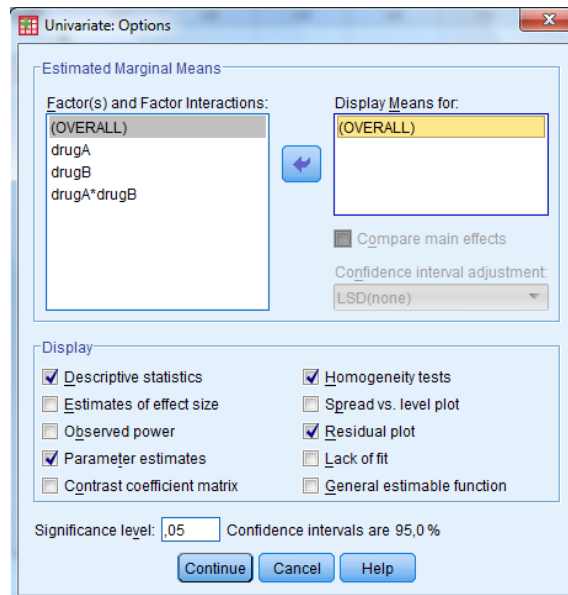 Univariate: Options
Estimated Marginal Means
Factor(s) and Factor Interactions:
(OVERALL)
drugA
drugB
drugA*drugB
Display Means for:
(OVERALL)
Compare main effects
Confidence interval adjustment:
LSD(none)
Display
Descriptive statistics
Homogeneity tests
Estimates of effect size
Spread vs. level plot
Observed power
Residual plot
Parameter estimates
Lack of fit
Contrast coefficient matrix
General estimable function
Significance level: ,05 Confidence intervals are 95,0 %
Continue Cancel Help